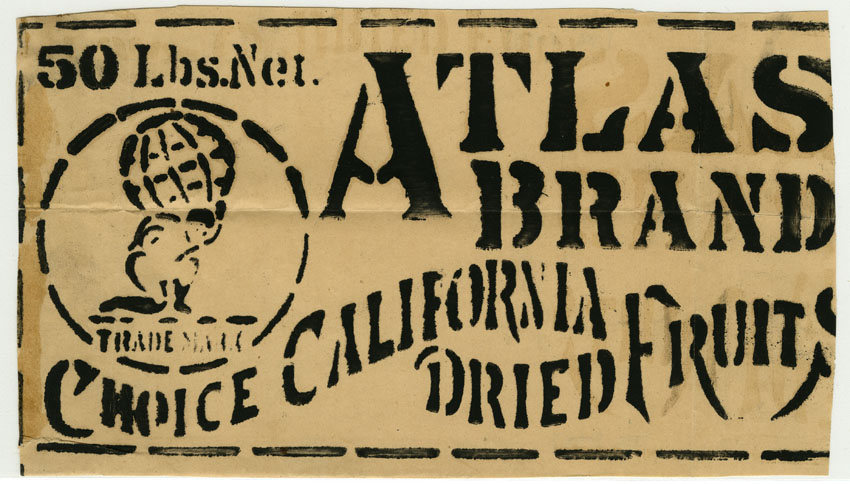 50 Lbs.Net.
ATLAS
BRAND
TRADE MARK
CHOICE CALIFORNIA
DRIED FRUITS